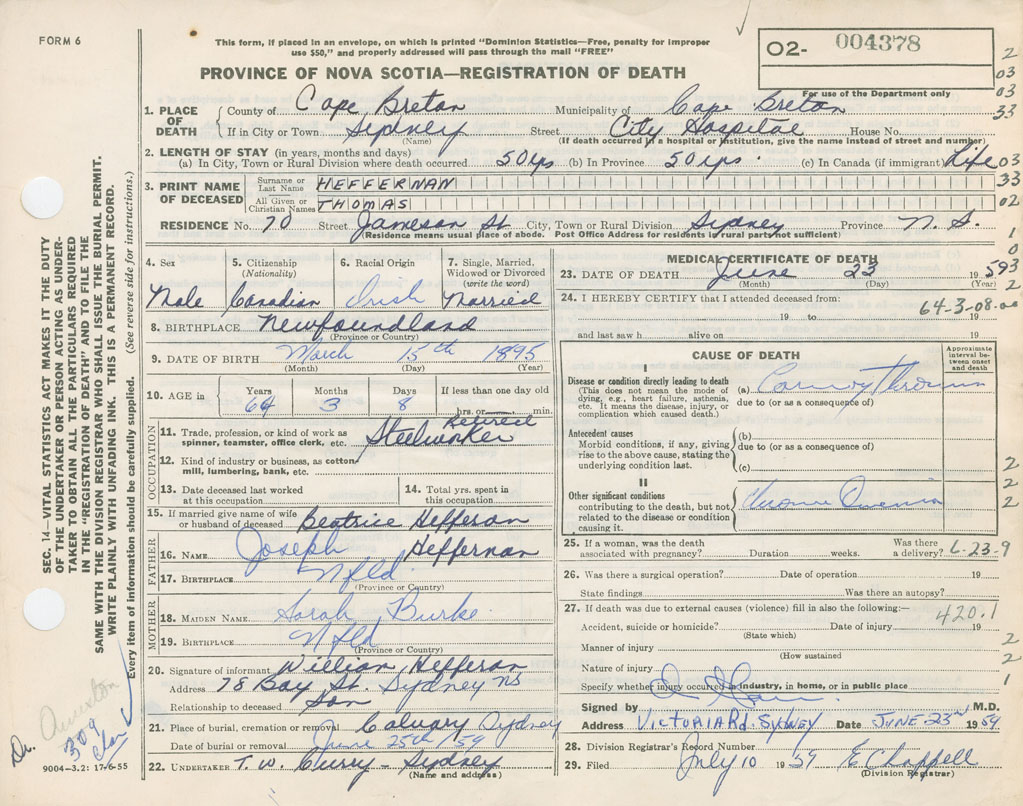 FORM 6
This form, if placed in an envelope, on which is printed "Dominion Statistics—Free, penalty for improper
use $50," and properly addressed will pass through the mail "FREE"
02- 004378
For use of the Department only
PROVINCE OF NOVA SCOTIA—REGISTRATION OF DEATH
1. PLACE OF DEATH County of Cape Breton Municipality of Cape Breton
If in City or Town Sydney Street City Hospital House No.
(Name) (If death occurred in a hospital or institution, give the name instead of street and number)
2. LENGTH OF STAY (in years, months and days)
(a) In City, Town or Rural Division where death occurred 50 yrs (b) In Province 50 yrs. (c) In Canada (if immigrant) Life
3. PRINT NAME OF DECEASED Surname or Last Name HEFFERNAN
All Given or Christian Names THOMAS
RESIDENCE No. 70 Street Jameson St City, Town or Rural Division Sydney Province N.S.
(Residence means usual place of abode. Post Office Address for residents in rural parts not sufficient)
4. Sex 5. Citizenship (Nationality) 6. Racial Origin 7. Single, Married, Widowed or Divorced (write the word)
Male Canadian Irish Married
8. BIRTHPLACE Newfoundland
(Province or Country)
9. DATE OF BIRTH March 15th 1895
(Month) (Day) (Year)
10. AGE in Years Months Days If less than one day old
64 3 8 hrs. or min.
OCCUPATION
11. Trade, profession, or kind of work as spinner, teamster, office clerk, etc. Retired Steelworker
12. Kind of industry or business, as cotton-mill, lumbering, bank, etc.
13. Date deceased last worked at this occupation 14. Total yrs. spent in this occupation
15. If married give name of wife or husband of deceased Beatrice Hefferan
FATHER
16. NAME Joseph Heffernan
17. BIRTHPLACE Nfld.
(Province or Country)
MOTHER
18. MAIDEN NAME Sarah Burke
19. BIRTHPLACE Nfld
(Province or Country)
20. Signature of informant William Hefferan
Address 78 Bay St. Sydney NS
Relationship to deceased Son
21. Place of burial, cremation or removal Calvary Sydney
Date of burial or removal June 25th/59
22. UNDERTAKER T.W. Curry - Sydney
(Name and address)
MEDICAL CERTIFICATE OF DEATH
23. DATE OF DEATH June 23 1959
(Month) (Day) (Year)
24. I HEREBY CERTIFY that I attended deceased from:
64-3-08
19 to 19
and last saw h alive on 19
CAUSE OF DEATH
Approximate interval between onset and death
I
Disease or condition directly leading to death
(This does not mean the mode of dying, e.g., heart failure, asthenia, etc. It means the disease, injury, or complication which caused death.)
(a)
due to (or as a consequence of)
Antecedent causes
Morbid conditions, if any, giving rise to the above cause, stating the underlying condition last.
(b)
due to (or as a consequence of)
(c)
II
Other significant conditions
contributing to the death, but not related to the disease or condition causing it.
25. If a woman, was the death associated with pregnancy? Duration weeks. Was there a delivery?
6-23-9
26. Was there a surgical operation? Date of operation 19
State findings Was there an autopsy?
27. If death was due to external causes (violence) fill in also the following:—
420.1
Accident, suicide or homicide? Date of injury 19
(State which)
Manner of injury
(How sustained
Nature of injury
Specify whether injury occurred in industry, in home, or in public place
Signed by M.D.
Address VICTORIA Rd. SYDNEY Date JUNE 23rd 1959
28. Division Registrar's Record Number
29. Filed July 10 1959 E Chappell
(Division Registrar)
SEC. 14—VITAL STATISTICS ACT MAKES IT THE DUTY
OF THE UNDERTAKER OR PERSON ACTING AS UNDER-
TAKER TO OBTAIN ALL THE PARTICULARS REQUIRED
IN THE "REGISTRATION OF DEATH" AND TO FILE THE
SAME WITH THE DIVISION REGISTRAR WHO SHALL ISSUE THE BURIAL PERMIT.
WRITE PLAINLY WITH UNFADING INK. THIS IS A PERMANENT RECORD.
Every item of information should be carefully supplied. (See reverse side for instructions.)
Dr.
309
9004-3.2: 17-6-55
2
03
03
33
03
33
02
1
0
3
2
2
2
2
2
2
1